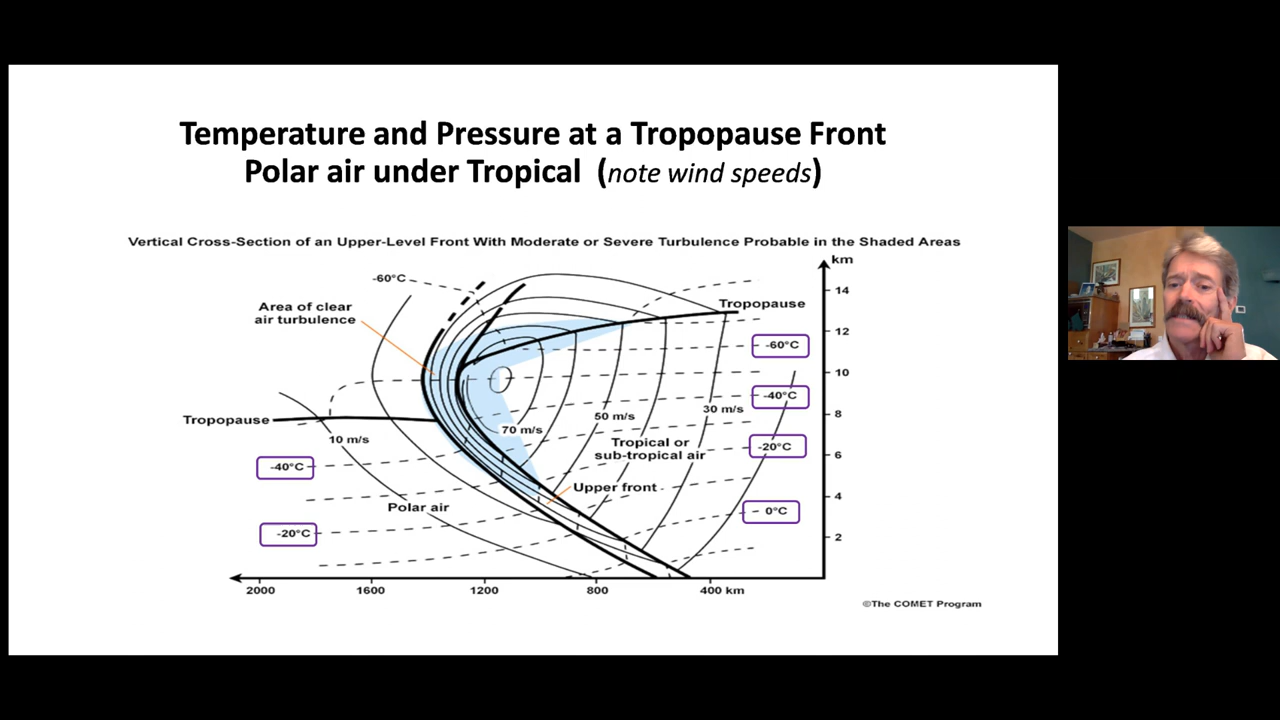 Temperature and Pressure at a Tropopause Front
Polar air under Tropical (note wind speeds)
Vertical Cross-Section of an Upper-Level Front With Moderate or Severe Turbulence Probable in the Shaded Areas
km
-60°C
14
Area of clear
air turbulence
Tropopause
12
-60°C
10
-40°C
30 m/s
50 m/s
8
Tropopause
70 m/s
10 m/s
Tropical or
sub-tropical air
-20°C
6
-40°C
Upper front
4
Polar air
0°C
-20°C
2
2000
1600
1200
800
400 km
©The COMET Program